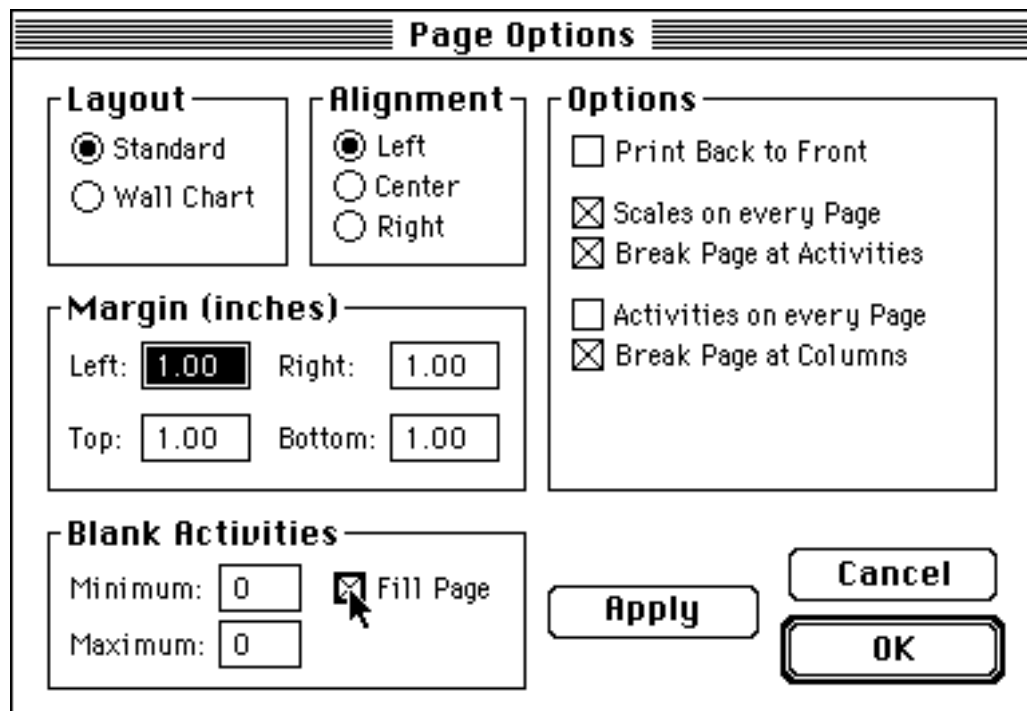 Page Options
Layout
Standard
Wall Chart
Alignment
Left
Center
Right
Options
Print Back to Front
Scales on every Page
Break Page at Activities
Activities on every Page
Break Page at Columns
Margin (inches)
Left: 1.00 Right: 1.00
Top: 1.00 Bottom: 1.00
Blank Activities
Minimum: 0 Fill Page
Maximum: 0
Apply
Cancel
OK